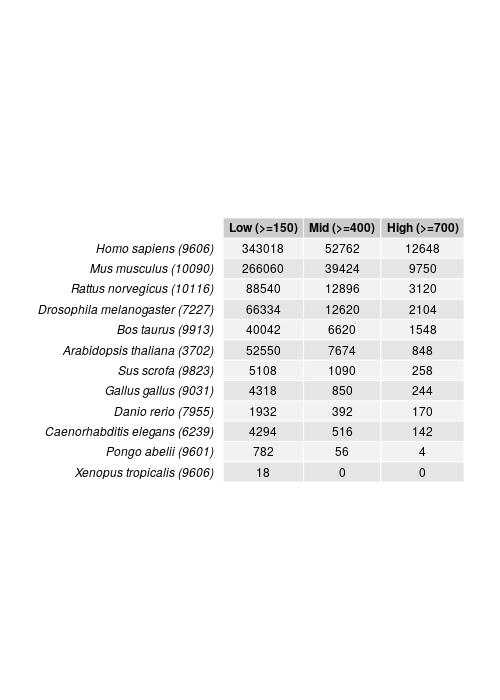 Low (>=150) Mid (>=400) High (>=700)
Homo sapiens (9606) 343018 52762 12648
Mus musculus (10090) 266060 39424 9750
Rattus norvegicus (10116) 88540 12896 3120
Drosophila melanogaster (7227) 66334 12620 2104
Bos taurus (9913) 40042 6620 1548
Arabidopsis thaliana (3702) 52550 7674 848
Sus scrofa (9823) 5108 1090 258
Gallus gallus (9031) 4318 850 244
Danio rerio (7955) 1932 392 170
Caenorhabditis elegans (6239) 4294 516 142
Pongo abelii (9601) 782 56 4
Xenopus tropicalis (9606) 18 0 0